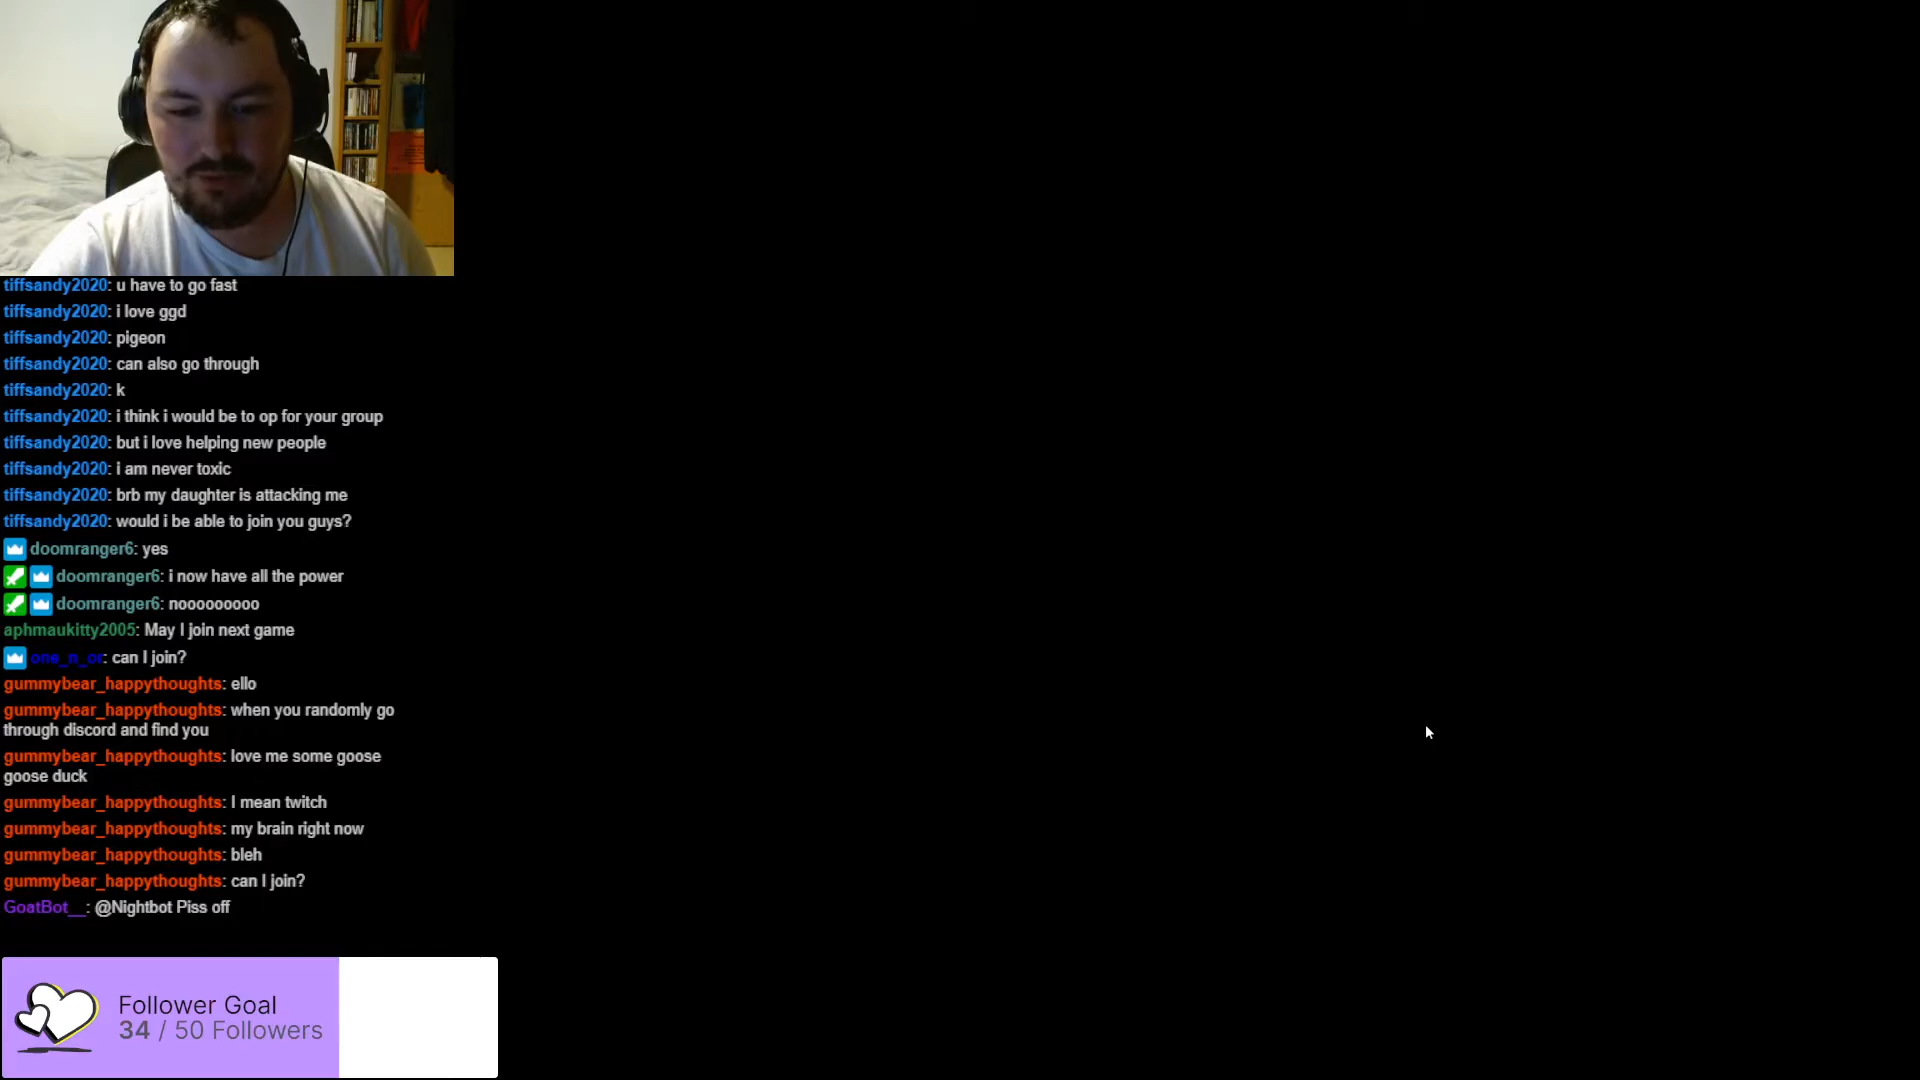 tiffsandy2020: u have to go fast
tiffsandy2020: i love ggd
tiffsandy2020: pigeon
tiffsandy2020: can also go through
tiffsandy2020: k
tiffsandy2020: i think i would be to op for your group
tiffsandy2020: but i love helping new people
tiffsandy2020: i am never toxic
tiffsandy2020: brb my daughter is attacking me
tiffsandy2020: would i be able to join you guys?
doomranger6: yes
doomranger6: i now have all the power
doomranger6: nooooooooo
aphmaukitty2005: May I join next game
one_n_or: can I join?
gummybear_happythoughts: ello
gummybear_happythoughts: when you randomly go
through discord and find you
gummybear_happythoughts: love me some goose
goose duck
gummybear_happythoughts: I mean twitch
gummybear_happythoughts: my brain right now
gummybear_happythoughts: bleh
gummybear_happythoughts: can I join?
GoatBot__: @Nightbot Piss off
Follower Goal
34 / 50 Followers